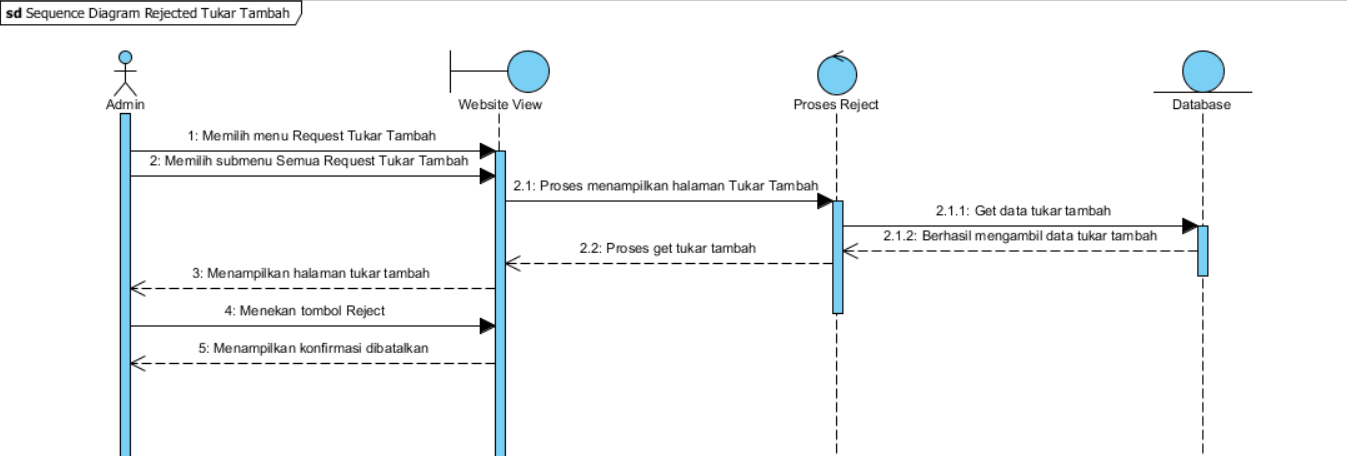 sd Sequence Diagram Rejected Tukar Tambah
Admin
Website View
Proses Reject
Database
1: Memilih menu Request Tukar Tambah
2: Memilih submenu Semua Request Tukar Tambah
2.1: Proses menampilkan halaman Tukar Tambah
2.1.1: Get data tukar tambah
2.1.2: Berhasil mengambil data tukar tambah
2.2: Proses get tukar tambah
3: Menampilkan halaman tukar tambah
4: Menekan tombol Reject
5: Menampilkan konfirmasi dibatalkan